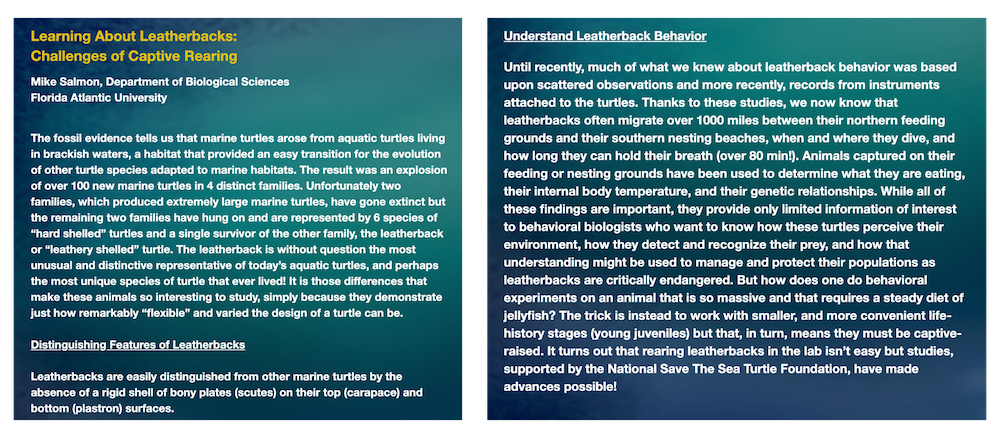 Learning About Leatherbacks:
Challenges of Captive Rearing
Mike Salmon, Department of Biological Sciences
Florida Atlantic University
The fossil evidence tells us that marine turtles arose from aquatic turtles living
in brackish waters, a habitat that provided an easy transition for the evolution
of other turtle species adapted to marine habitats. The result was an explosion
of over 100 new marine turtles in 4 distinct families. Unfortunately two
families, which produced extremely large marine turtles, have gone extinct but
the remaining two families have hung on and are represented by 6 species of
“hard shelled” turtles and a single survivor of the other family, the leatherback
or “leathery shelled” turtle. The leatherback is without question the most
unusual and distinctive representative of today’s aquatic turtles, and perhaps
the most unique species of turtle that ever lived! It is those differences that
make these animals so interesting to study, simply because they demonstrate
just how remarkably “flexible” and varied the design of a turtle can be.
Distinguishing Features of Leatherbacks
Leatherbacks are easily distinguished from other marine turtles by the
absence of a rigid shell of bony plates (scutes) on their top (carapace) and
bottom (plastron) surfaces.
Understand Leatherback Behavior
Until recently, much of what we knew about leatherback behavior was based
upon scattered observations and more recently, records from instruments
attached to the turtles. Thanks to these studies, we now know that
leatherbacks often migrate over 1000 miles between their northern feeding
grounds and their southern nesting beaches, when and where they dive, and
how long they can hold their breath (over 80 min!). Animals captured on their
feeding or nesting grounds have been used to determine what they are eating,
their internal body temperature, and their genetic relationships. While all of
these findings are important, they provide only limited information of interest
to behavioral biologists who want to know how these turtles perceive their
environment, how they detect and recognize their prey, and how that
understanding might be used to manage and protect their populations as
leatherbacks are critically endangered. But how does one do behavioral
experiments on an animal that is so massive and that requires a steady diet of
jellyfish? The trick is instead to work with smaller, and more convenient life-
history stages (young juveniles) but that, in turn, means they must be captive-
raised. It turns out that rearing leatherbacks in the lab isn’t easy but studies,
supported by the National Save The Sea Turtle Foundation, have made
advances possible!